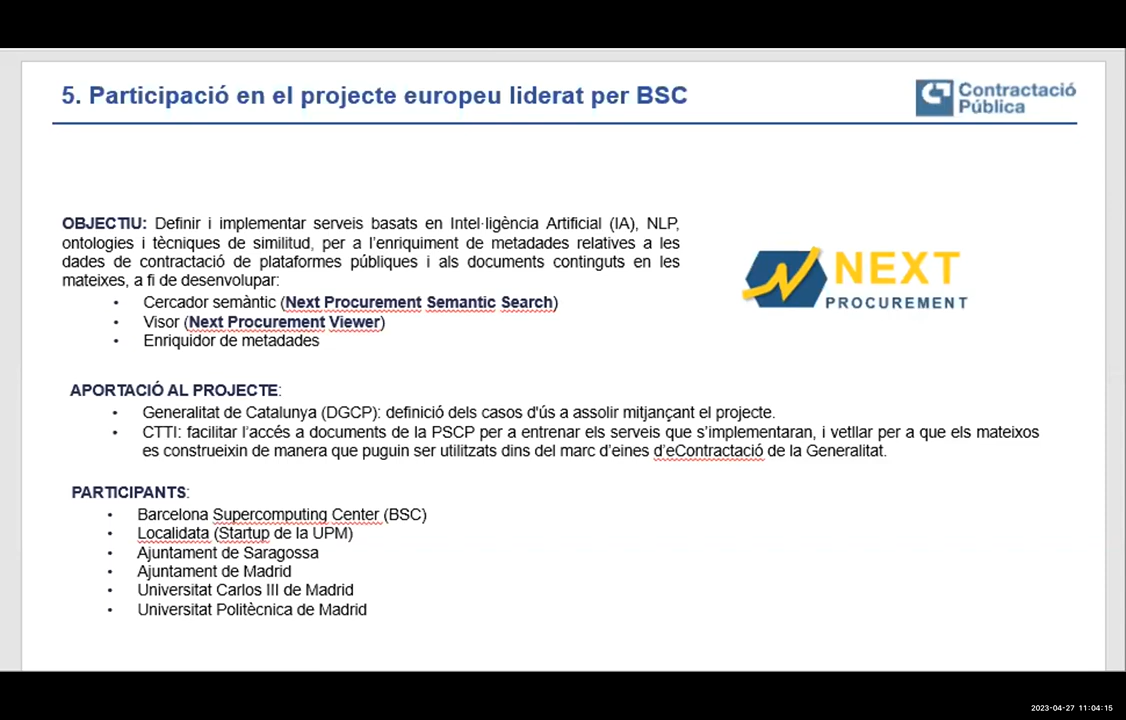 5. Participació en el projecte europeu liderat per BSC
Contractació
Pública
OBJECTIU: Definir i implementar serveis basats en Intel·ligència Artificial (IA), NLP,
ontologies i tècniques de similitud, per a l’enriquiment de metadades relatives a les
dades de contractació de plataformes públiques i als documents continguts en les
mateixes, a fi de desenvolupar:
• Cercador semàntic (Next Procurement Semantic Search)
• Visor (Next Procurement Viewer)
• Enriquidor de metadades
NEXT
PROCUREMENT
APORTACIÓ AL PROJECTE:
• Generalitat de Catalunya (DGCP): definició dels casos d'ús a assolir mitjançant el projecte.
• CTTI: facilitar l’accés a documents de la PSCP per a entrenar els serveis que s’implementaran, i vetllar per a que els mateixos
es construeixin de manera que puguin ser utilitzats dins del marc d’eines d’eContractació de la Generalitat.
PARTICIPANTS:
• Barcelona Supercomputing Center (BSC)
• Localidata (Startup de la UPM)
• Ajuntament de Saragossa
• Ajuntament de Madrid
• Universitat Carlos III de Madrid
• Universitat Politècnica de Madrid
2023-04-27 11:04:15